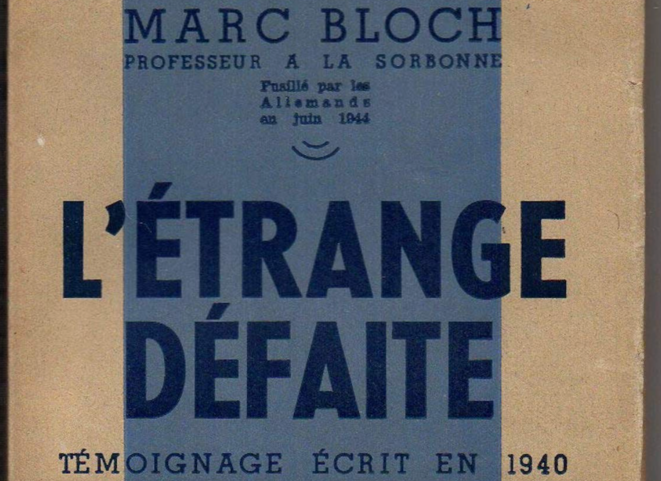 MARC BLOCH
PROFESSEUR A LA SORBONNE
Fusillé par les
Allemands
en juin 1944
L'ÉTRANGE
DÉFAITE
TÉMOIGNAGE ÉCRIT EN 1940